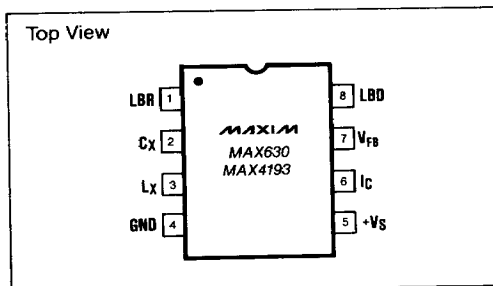 Top View
LBR 1
8 LBD
CX 2
MAXIM
7 VFB
MAX630
LX 3
MAX4193
6 IC
GND 4
5 +VS